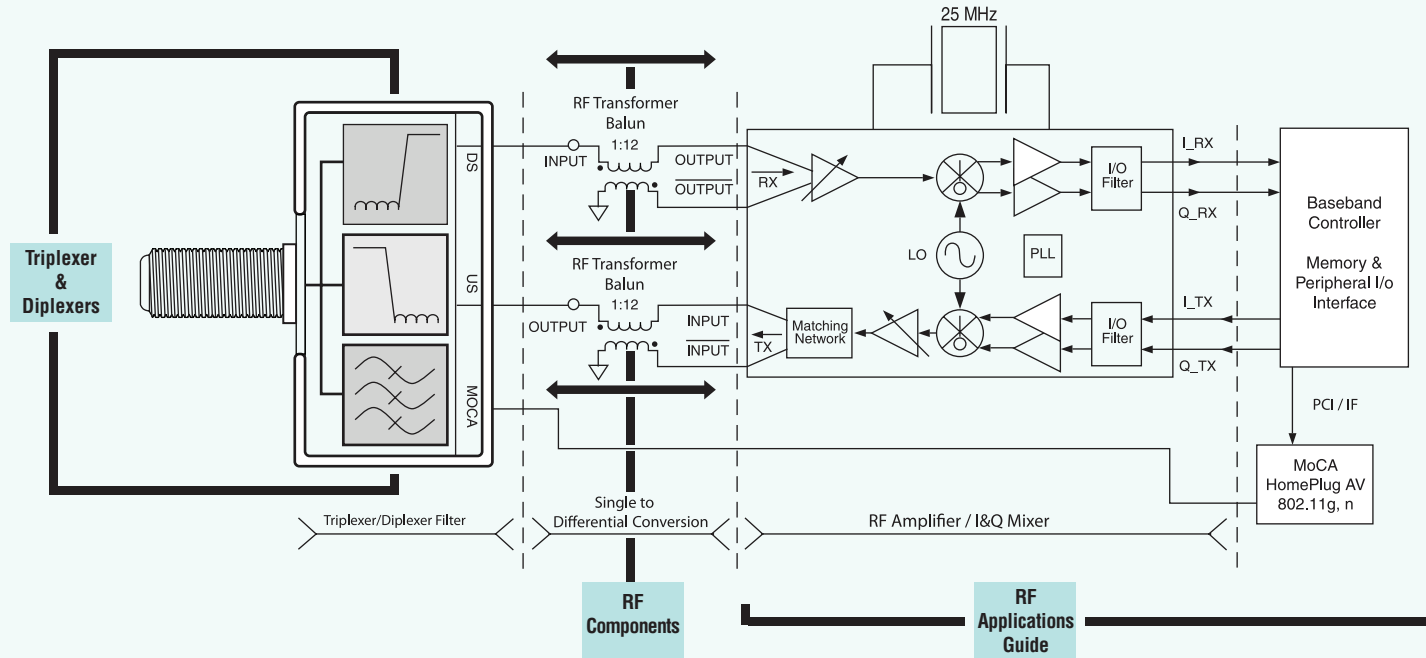 25 MHz
RF Transformer
Balun
1:12
INPUT
OUTPUT
OUTPUT
RX
I/O
Filter
I_RX
Q_RX
Baseband
Controller
Memory &
Peripheral I/o
Interface
DS
US
MOCA
Triplexer
&
Diplexers
RF Transformer
Balun
1:12
OUTPUT
INPUT
INPUT
TX
Matching
Network
LO
PLL
I/O
Filter
I_TX
Q_TX
PCI / IF
MoCA
HomePlug AV
802.11g, n
Triplexer/Diplexer Filter
Single to
Differential Conversion
RF Amplifier / I&Q Mixer
RF
Components
RF
Applications
Guide